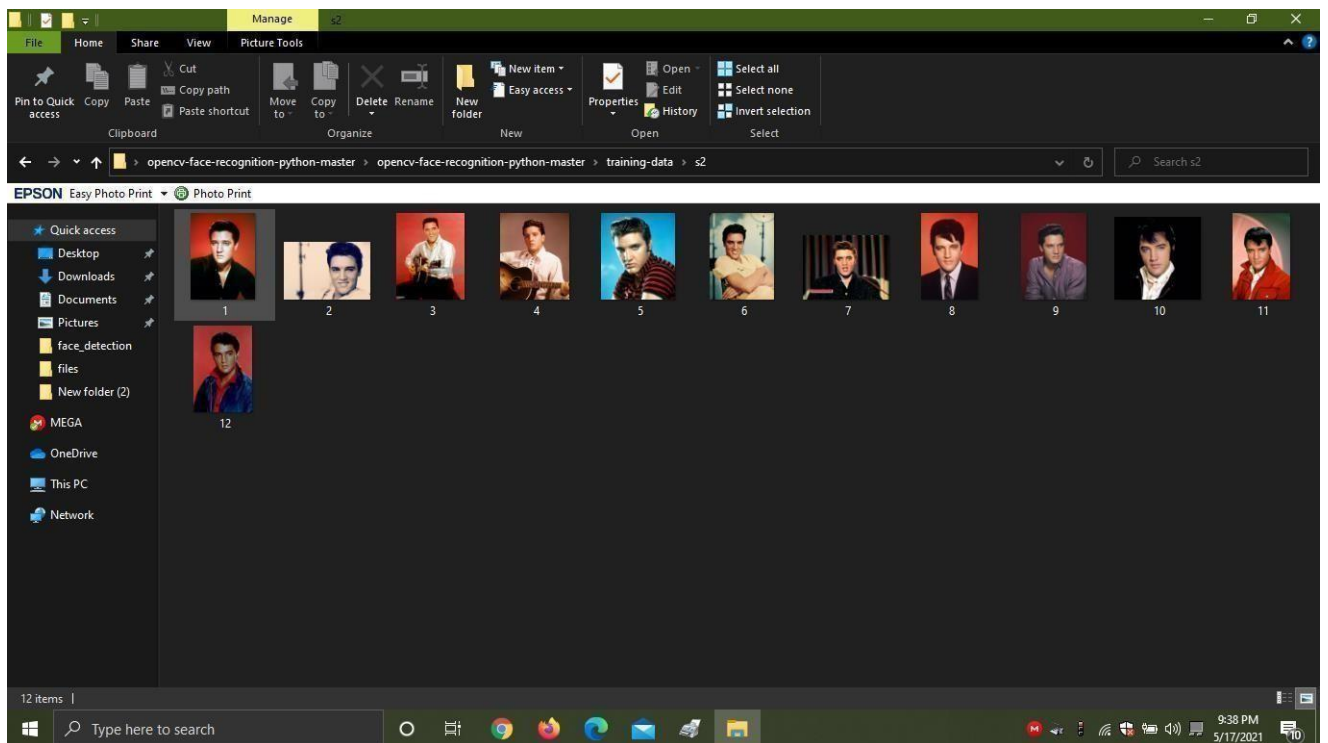 Manage s2
File Home Share View Picture Tools
Pin to Quick access
Copy
Paste
Cut
Copy path
Paste shortcut
Move to
Copy to
Delete
Rename
New folder
New item
Easy access
Properties
Open
Edit
History
Select all
Select none
Invert selection
Clipboard Organize New Open Select
opencv-face-recognition-python-master > opencv-face-recognition-python-master > training-data > s2
Search s2
EPSON Easy Photo Print Photo Print
Quick access
Desktop
Downloads
Documents
Pictures
face_detection
files
New folder (2)
MEGA
OneDrive
This PC
Network
1 2 3 4 5 6 7 8 9 10 11
12
12 items
Type here to search
9:38 PM
5/17/2021
10